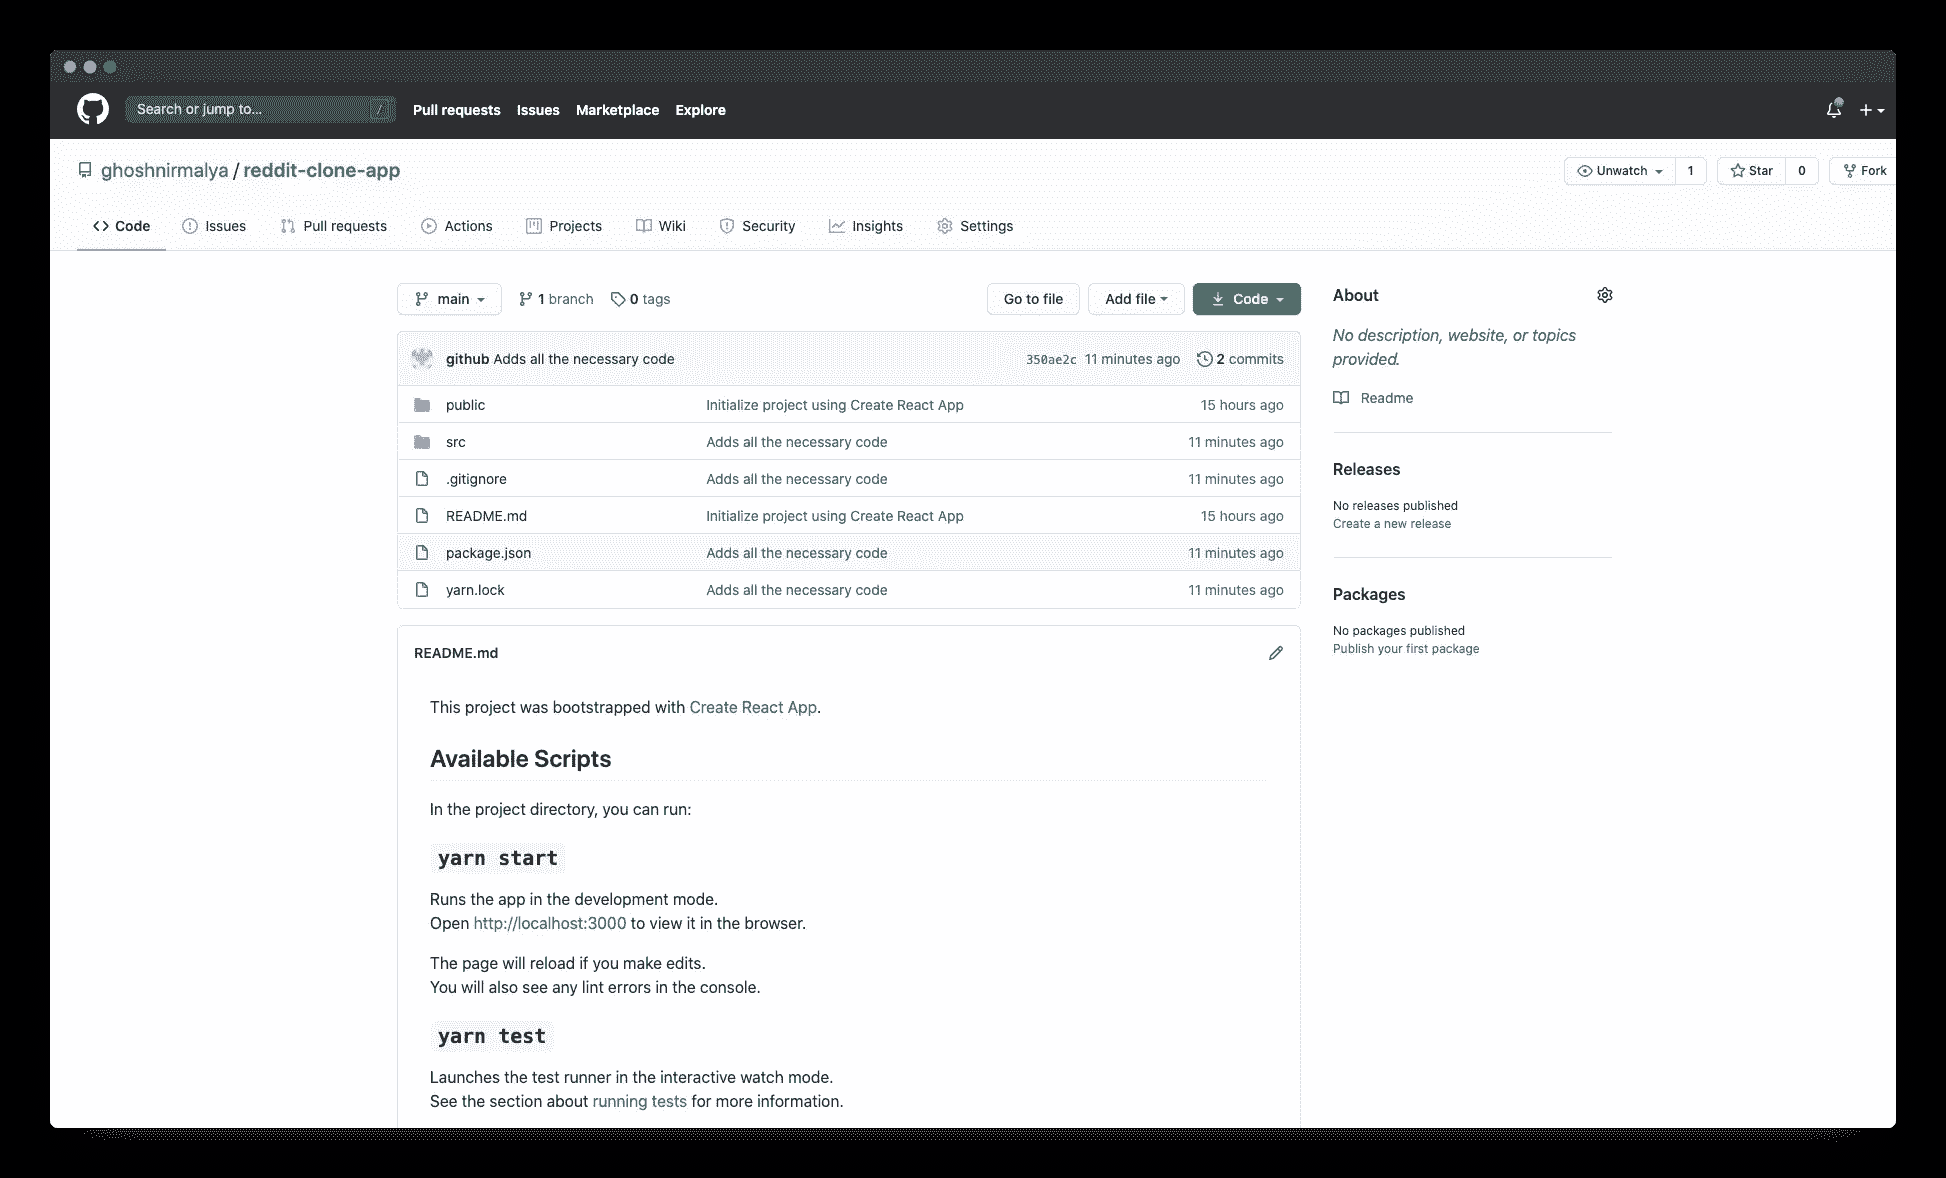 Search or jump to... /
Pull requests Issues Marketplace Explore
ghoshnirmalya / reddit-clone-app
Unwatch 1 Star 0 Fork
Code Issues Pull requests Actions Projects Wiki Security Insights Settings
main 1 branch 0 tags Go to file Add file Code
github Adds all the necessary code 350ae2c 11 minutes ago 2 commits
public Initialize project using Create React App 15 hours ago
src Adds all the necessary code 11 minutes ago
.gitignore Adds all the necessary code 11 minutes ago
README.md Initialize project using Create React App 15 hours ago
package.json Adds all the necessary code 11 minutes ago
yarn.lock Adds all the necessary code 11 minutes ago
README.md
This project was bootstrapped with Create React App.
Available Scripts
In the project directory, you can run:
yarn start
Runs the app in the development mode.
Open http://localhost:3000 to view it in the browser.
The page will reload if you make edits.
You will also see any lint errors in the console.
yarn test
Launches the test runner in the interactive watch mode.
See the section about running tests for more information.
About
No description, website, or topics
provided.
Readme
Releases
No releases published
Create a new release
Packages
No packages published
Publish your first package